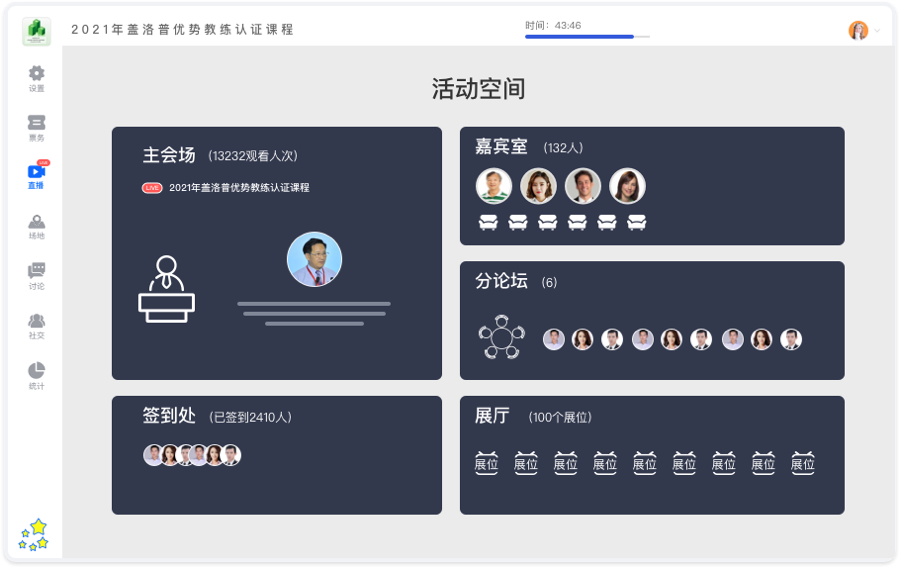 2021年盖洛普优势教练认证课程
时间：43:46
设置
票务
LIVE
直播
场地
讨论
社交
统计
活动空间
主会场 (13232观看人次)
LIVE 2021年盖洛普优势教练认证课程
嘉宾室 (132人)
分论坛 (6)
签到处 (已签到2410人)
展厅 (100个展位)
展位 展位 展位 展位 展位 展位 展位 展位 展位